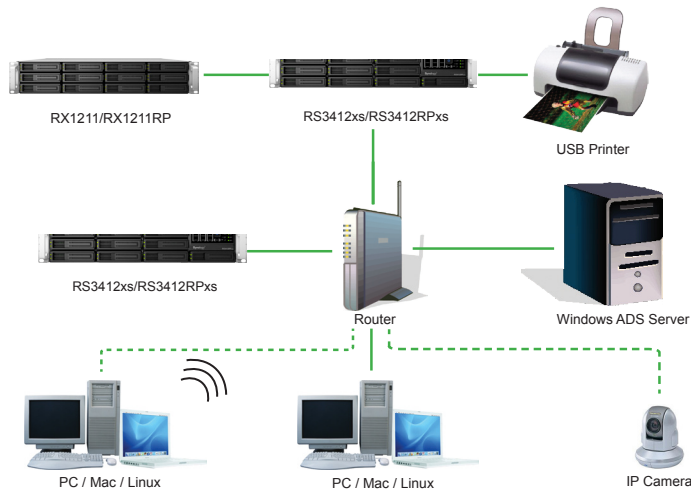 RX1211/RX1211RP
RS3412xs/RS3412RPxs
USB Printer
RS3412xs/RS3412RPxs
Router
Windows ADS Server
PC / Mac / Linux
PC / Mac / Linux
IP Camera